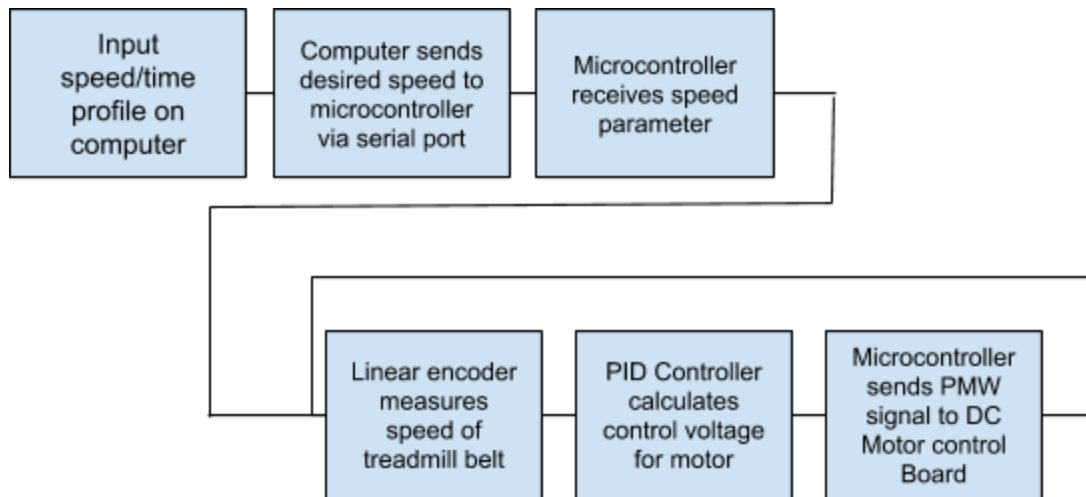 Input
speed/time
profile on
computer
Computer sends
desired speed to
microcontroller
via serial port
Microcontroller
receives speed
parameter
Linear encoder
measures
speed of
treadmill belt
PID Controller
calculates
control voltage
for motor
Microcontroller
sends PMW
signal to DC
Motor control
Board